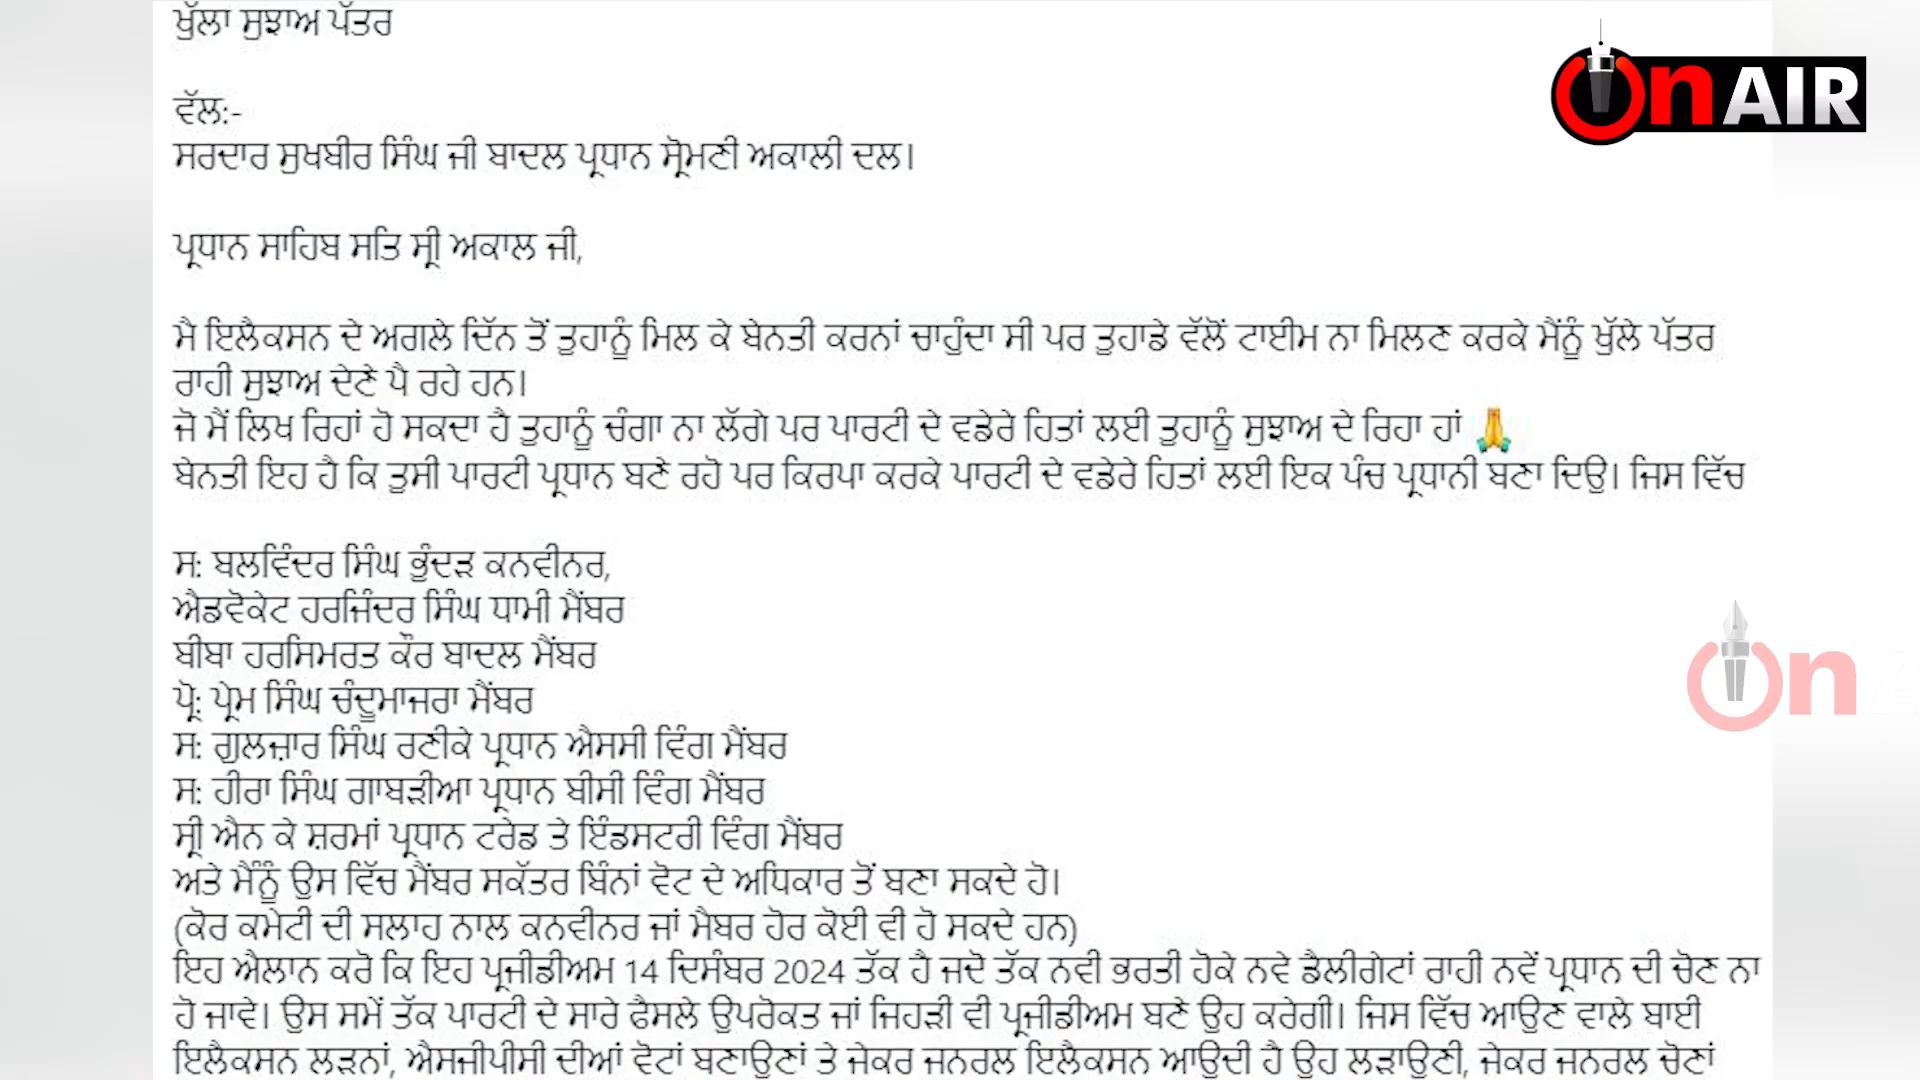 ਖੁੱਲਾ ਸੁਝਾਅ ਪੱਤਰ
On AIR
ਵੱਲ:-
ਸਰਦਾਰ ਸੁਖਬੀਰ ਸਿੰਘ ਜੀ ਬਾਦਲ ਪ੍ਰਧਾਨ ਸ੍ਰੋਮਣੀ ਅਕਾਲੀ ਦਲ।
ਪ੍ਰਧਾਨ ਸਾਹਿਬ ਸਤਿ ਸ੍ਰੀ ਅਕਾਲ ਜੀ,
ਮੈ ਇਲੈਕਸਨ ਦੇ ਅਗਲੇ ਦਿੱਨ ਤੋਂ ਤੁਹਾਨੂੰ ਮਿਲ ਕੇ ਬੇਨਤੀ ਕਰਨਾਂ ਚਾਹੁੰਦਾ ਸੀ ਪਰ ਤੁਹਾਡੇ ਵੱਲੋਂ ਟਾਈਮ ਨਾ ਮਿਲਣ ਕਰਕੇ ਮੈਂਨੂੰ ਖੁੱਲੇ ਪੱਤਰ
ਰਾਹੀ ਸੁਝਾਅ ਦੇਣੇ ਪੈ ਰਹੇ ਹਨ।
ਜੋ ਮੈਂ ਲਿਖ ਰਿਹਾਂ ਹੋ ਸਕਦਾ ਹੈ ਤੁਹਾਨੂੰ ਚੰਗਾ ਨਾ ਲੱਗੇ ਪਰ ਪਾਰਟੀ ਦੇ ਵਡੇਰੇ ਹਿਤਾਂ ਲਈ ਤੁਹਾਨੂੰ ਸੁਝਾਅ ਦੇ ਰਿਹਾ ਹਾਂ 🙏
ਬੇਨਤੀ ਇਹ ਹੈ ਕਿ ਤੁਸੀ ਪਾਰਟੀ ਪ੍ਰਧਾਨ ਬਣੇ ਰਹੋ ਪਰ ਕਿਰਪਾ ਕਰਕੇ ਪਾਰਟੀ ਦੇ ਵਡੇਰੇ ਹਿਤਾਂ ਲਈ ਇਕ ਪੰਚ ਪ੍ਰਧਾਨੀ ਬਣਾ ਦਿਉ। ਜਿਸ ਵਿੱਚ
ਸ: ਬਲਵਿੰਦਰ ਸਿੰਘ ਭੁੰਦੜ ਕਨਵੀਨਰ,
ਐਡਵੋਕੇਟ ਹਰਜਿੰਦਰ ਸਿੰਘ ਧਾਮੀ ਮੈਂਬਰ
ਬੀਬਾ ਹਰਸਿਮਰਤ ਕੌਰ ਬਾਦਲ ਮੈਂਬਰ
ਪ੍ਰੋ: ਪ੍ਰੇਮ ਸਿੰਘ ਚੰਦੂਮਾਜਰਾ ਮੈਂਬਰ
ਸ: ਗੁਲਜ਼ਾਰ ਸਿੰਘ ਰਣੀਕੇ ਪ੍ਰਧਾਨ ਐਸਸੀ ਵਿੰਗ ਮੈਂਬਰ
ਸ: ਹੀਰਾ ਸਿੰਘ ਗਾਬੜੀਆ ਪ੍ਰਧਾਨ ਬੀਸੀ ਵਿੰਗ ਮੈਂਬਰ
ਸ੍ਰੀ ਐਨ ਕੇ ਸ਼ਰਮਾਂ ਪ੍ਰਧਾਨ ਟਰੇਡ ਤੇ ਇੰਡਸਟਰੀ ਵਿੰਗ ਮੈਂਬਰ
ਅਤੇ ਮੈਂਨੂੰ ਉਸ ਵਿੱਚ ਮੈਂਬਰ ਸਕੱਤਰ ਬਿੰਨਾਂ ਵੋਟ ਦੇ ਅਧਿਕਾਰ ਤੋਂ ਬਣਾ ਸਕਦੇ ਹੋ।
(ਕੋਰ ਕਮੇਟੀ ਦੀ ਸਲਾਹ ਨਾਲ ਕਨਵੀਨਰ ਜਾਂ ਮੈਬਰ ਹੋਰ ਕੋਈ ਵੀ ਹੋ ਸਕਦੇ ਹਨ)
ਇਹ ਐਲਾਨ ਕਰੋ ਕਿ ਇਹ ਪ੍ਰਜੀਡੀਅਮ 14 ਦਿਸੰਬਰ 2024 ਤੱਕ ਹੈ ਜਦੋ ਤੱਕ ਨਵੀ ਭਰਤੀ ਹੋਕੇ ਨਵੇ ਡੈਲੀਗੇਟਾਂ ਰਾਹੀ ਨਵੇਂ ਪ੍ਰਧਾਨ ਦੀ ਚੋਣ ਨਾ
ਹੋ ਜਾਵੇ। ਉਸ ਸਮੇਂ ਤੱਕ ਪਾਰਟੀ ਦੇ ਸਾਰੇ ਫੈਸਲੇ ਉਪਰੋਕਤ ਜਾਂ ਜਿਹੜੀ ਵੀ ਪ੍ਰਜੀਡੀਅਮ ਬਣੇ ਉਹ ਕਰੇਗੀ। ਜਿਸ ਵਿੱਚ ਆਉਣ ਵਾਲੇ ਬਾਈ
ਇਲੈਕਸਨ ਲੜਨਾਂ, ਐਸਜੀਪੀਸੀ ਦੀਆਂ ਵੋਟਾਂ ਬਣਾਉਣਾਂ ਤੇ ਜੇਕਰ ਜਨਰਲ ਇਲੈਕਸਨ ਆਉਦੀ ਹੈ ਉਹ ਲੜਾਉਣੀ, ਜੇਕਰ ਜਨਰਲ ਚੋਣਾਂ
On